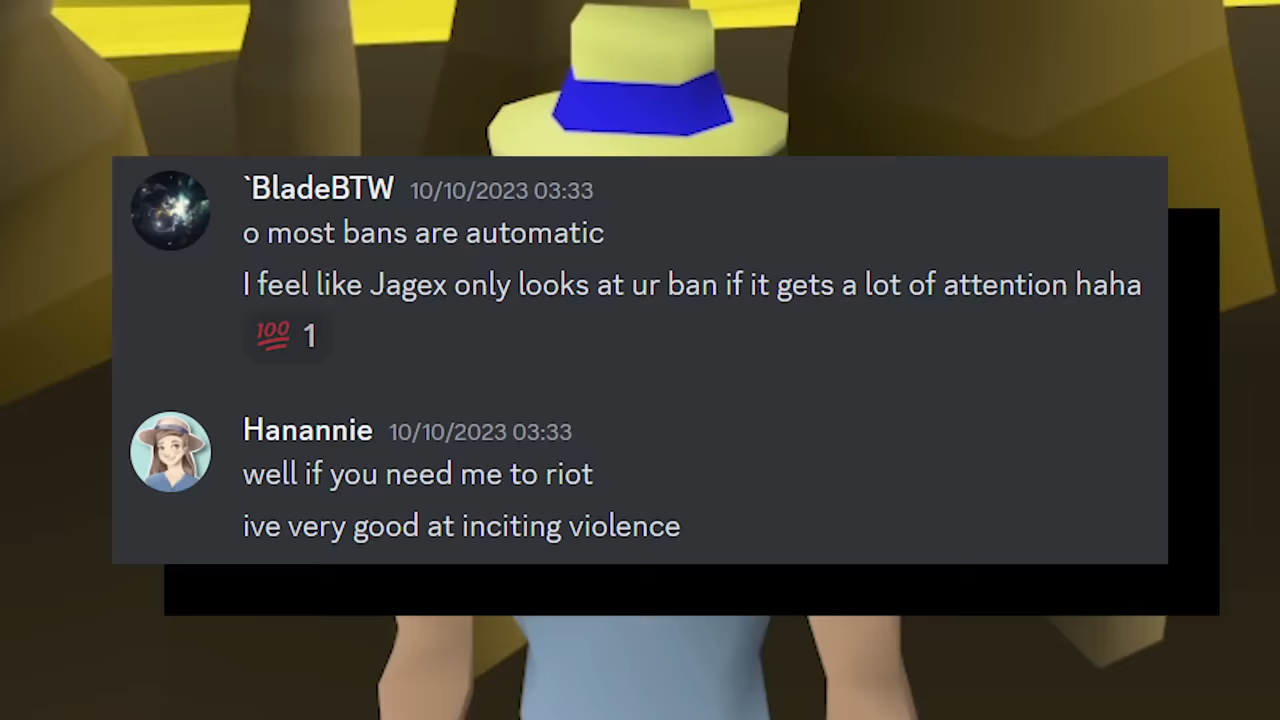 `BladeBTW 10/10/2023 03:33
o most bans are automatic
I feel like Jagex only looks at ur ban if it gets a lot of attention haha
💯 1
Hanannie 10/10/2023 03:33
well if you need me to riot
ive very good at inciting violence